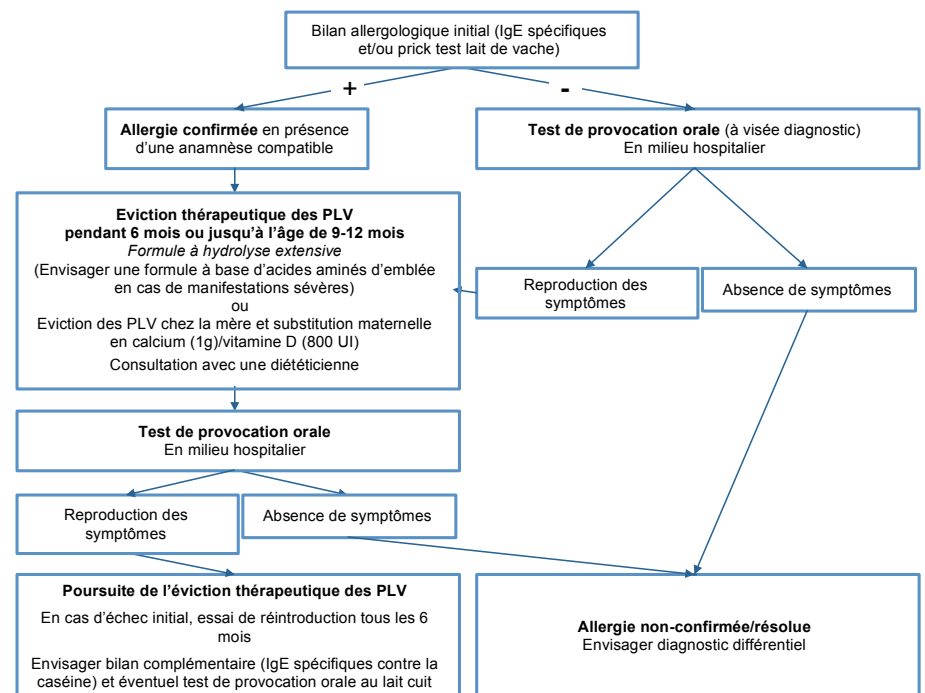 Bilan allergologique initial (IgE spécifiques
et/ou prick test lait de vache)
+
-
Allergie confirmée en présence
d'une anamnèse compatible
Test de provocation orale (à visée diagnostic)
En milieu hospitalier
Eviction thérapeutique des PLV
pendant 6 mois ou jusqu'à l'âge de 9-12 mois
Formule à hydrolyse extensive
(Envisager une formule à base d'acides aminés d'emblée
en cas de manifestations sévères)
ou
Eviction des PLV chez la mère et substitution maternelle
en calcium (1g)/vitamine D (800 UI)
Consultation avec une diététicienne
Reproduction des
symptômes
Absence de symptômes
Test de provocation orale
En milieu hospitalier
Reproduction des
symptômes
Absence de symptômes
Poursuite de l'éviction thérapeutique des PLV
En cas d'échec initial, essai de réintroduction tous les 6
mois
Envisager bilan complémentaire (IgE spécifiques contre la
caséine) et éventuel test de provocation orale au lait cuit
Allergie non-confirmée/résolue
Envisager diagnostic différentiel